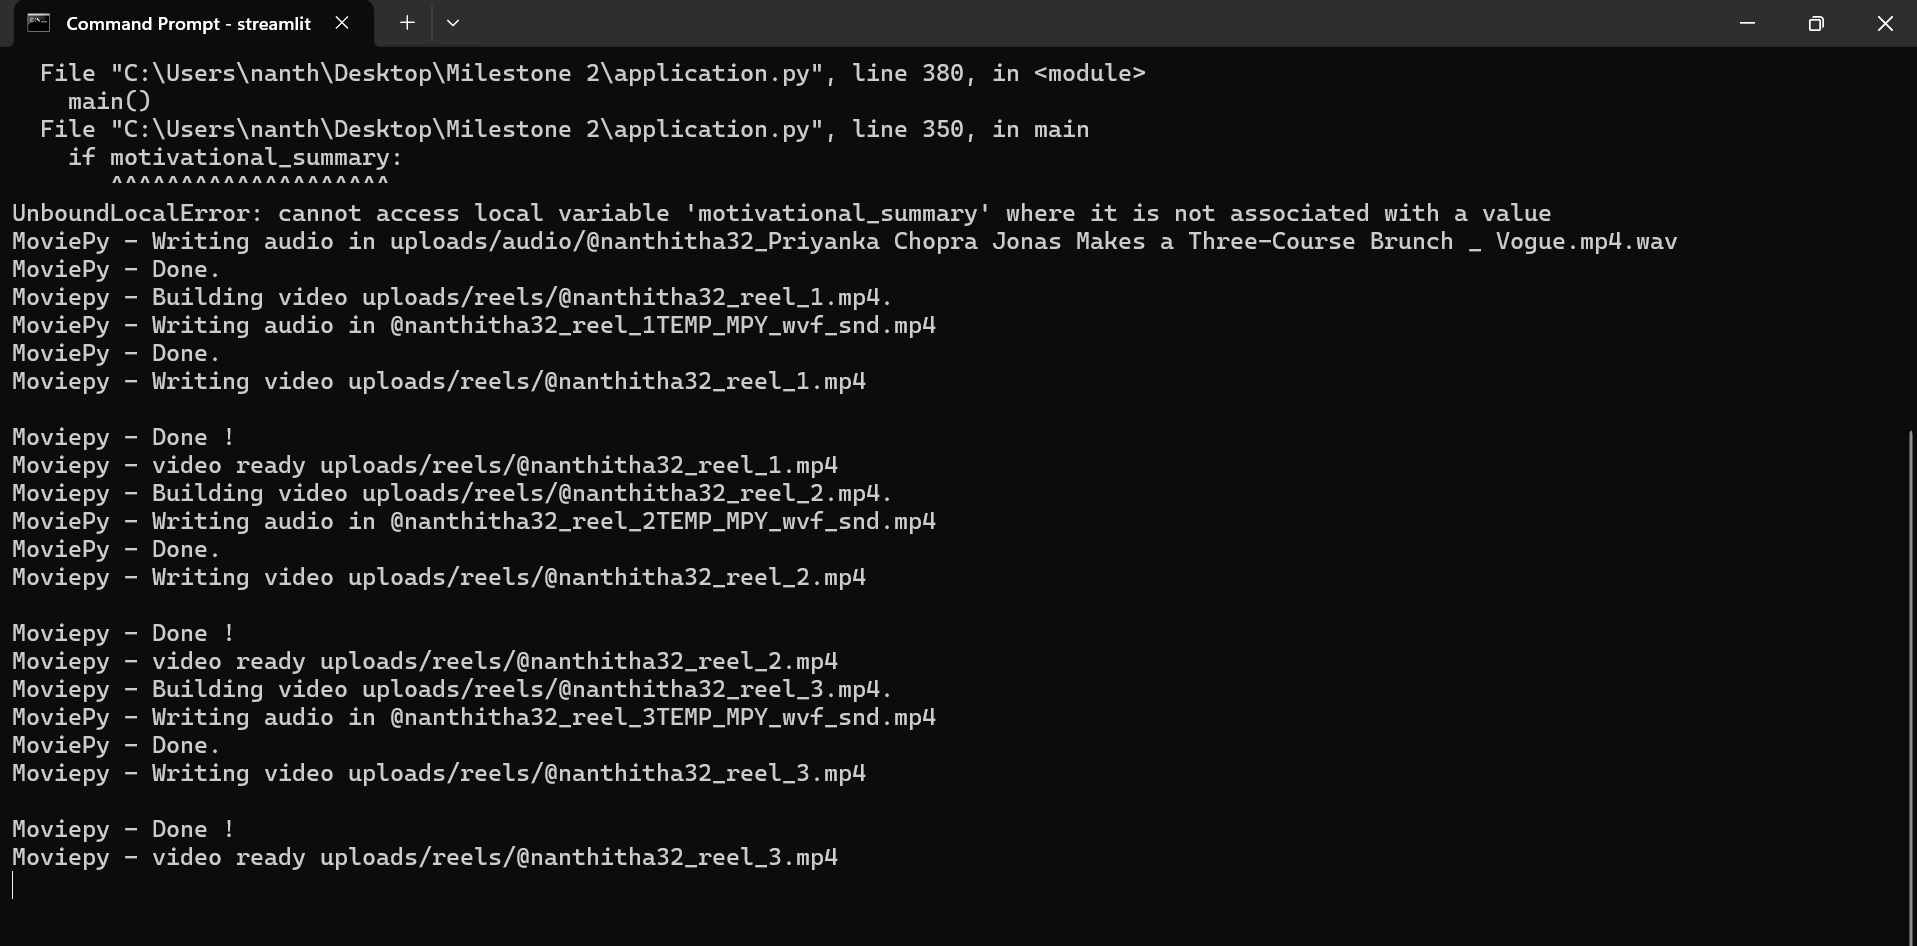 Command Prompt - streamlit
File "C:\Users\nanth\Desktop\Milestone 2\application.py", line 380, in <module>
main()
File "C:\Users\nanth\Desktop\Milestone 2\application.py", line 350, in main
if motivational_summary:
^^^^^^^^^^^^^^^^^^^^
UnboundLocalError: cannot access local variable 'motivational_summary' where it is not associated with a value
MoviePy - Writing audio in uploads/audio/@nanthitha32_Priyanka Chopra Jonas Makes a Three-Course Brunch _ Vogue.mp4.wav
MoviePy - Done.
Moviepy - Building video uploads/reels/@nanthitha32_reel_1.mp4.
MoviePy - Writing audio in @nanthitha32_reel_1TEMP_MPY_wvf_snd.mp4
MoviePy - Done.
Moviepy - Writing video uploads/reels/@nanthitha32_reel_1.mp4
Moviepy - Done !
Moviepy - video ready uploads/reels/@nanthitha32_reel_1.mp4
Moviepy - Building video uploads/reels/@nanthitha32_reel_2.mp4.
MoviePy - Writing audio in @nanthitha32_reel_2TEMP_MPY_wvf_snd.mp4
MoviePy - Done.
Moviepy - Writing video uploads/reels/@nanthitha32_reel_2.mp4
Moviepy - Done !
Moviepy - video ready uploads/reels/@nanthitha32_reel_2.mp4
Moviepy - Building video uploads/reels/@nanthitha32_reel_3.mp4.
MoviePy - Writing audio in @nanthitha32_reel_3TEMP_MPY_wvf_snd.mp4
MoviePy - Done.
Moviepy - Writing video uploads/reels/@nanthitha32_reel_3.mp4
Moviepy - Done !
Moviepy - video ready uploads/reels/@nanthitha32_reel_3.mp4